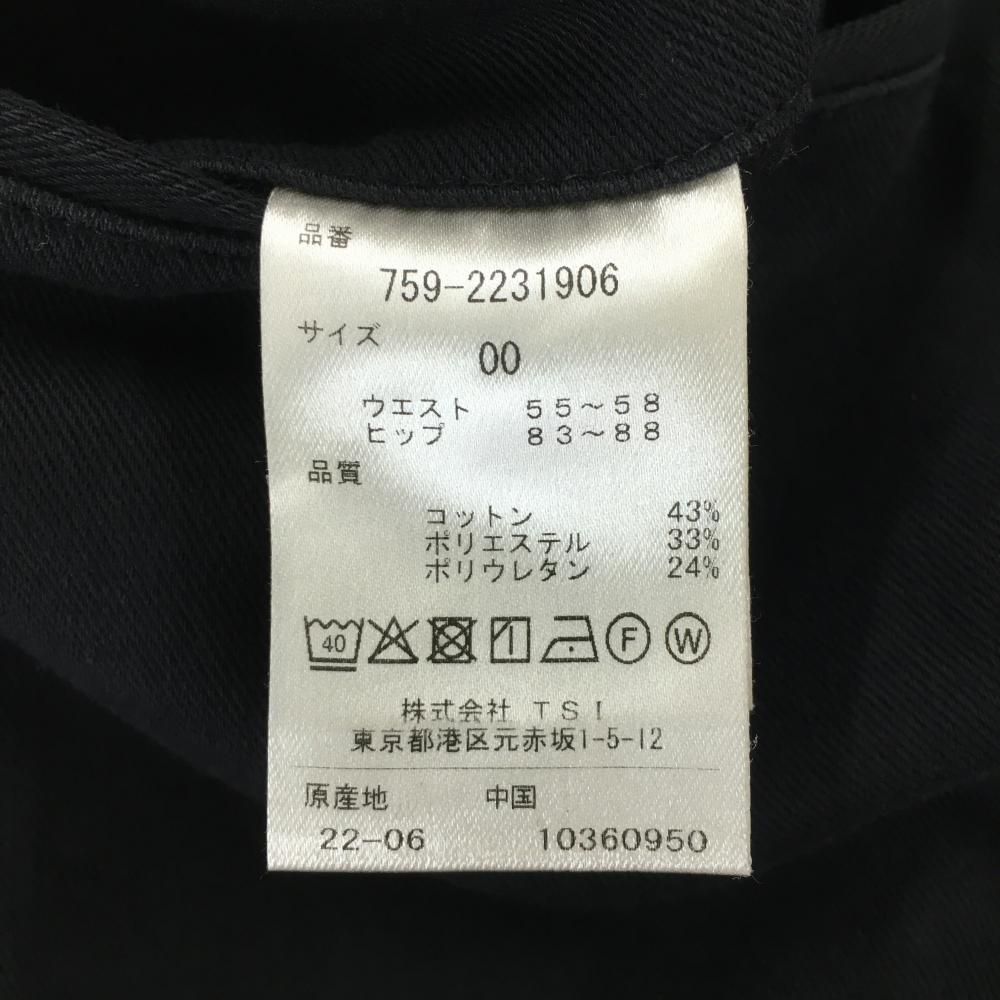 品番
759-2231906
サイズ
00
ウエスト 55～58
ヒップ 83～88
品質
コットン 43%
ポリエステル 33%
ポリウレタン 24%
40 F W
株式会社 TSI
東京都港区元赤坂1-5-12
原産地 中国
22-06 10360950